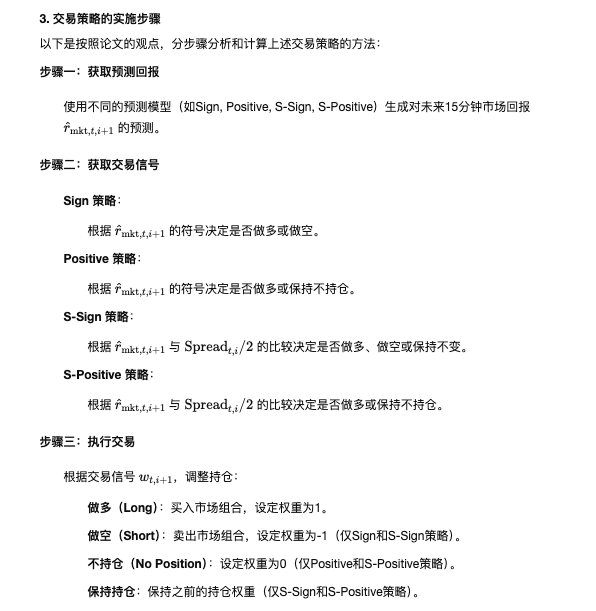 3. 交易策略的实施步骤
以下是按照论文的观点，分步骤分析和计算上述交易策略的方法：
步骤一：获取预测回报
使用不同的预测模型（如Sign, Positive, S-Sign, S-Positive）生成对未来15分钟市场回报
r̂mkt,t,i+1 的预测。
步骤二：获取交易信号
Sign 策略：
根据 r̂mkt,t,i+1 的符号决定是否做多或做空。
Positive 策略：
根据 r̂mkt,t,i+1 的符号决定是否做多或保持不持仓。
S-Sign 策略：
根据 r̂mkt,t,i+1 与 Spreadt,i/2 的比较决定是否做多、做空或保持不变。
S-Positive 策略：
根据 r̂mkt,t,i+1 与 Spreadt,i/2 的比较决定是否做多或保持不持仓。
步骤三：执行交易
根据交易信号 wt,i+1，调整持仓：
做多（Long）：买入市场组合，设定权重为1。
做空（Short）：卖出市场组合，设定权重为-1（仅Sign和S-Sign策略）。
不持仓（No Position）：设定权重为0（仅Positive和S-Positive策略）。
保持持仓：保持之前的持仓权重（仅S-Sign和S-Positive策略）。